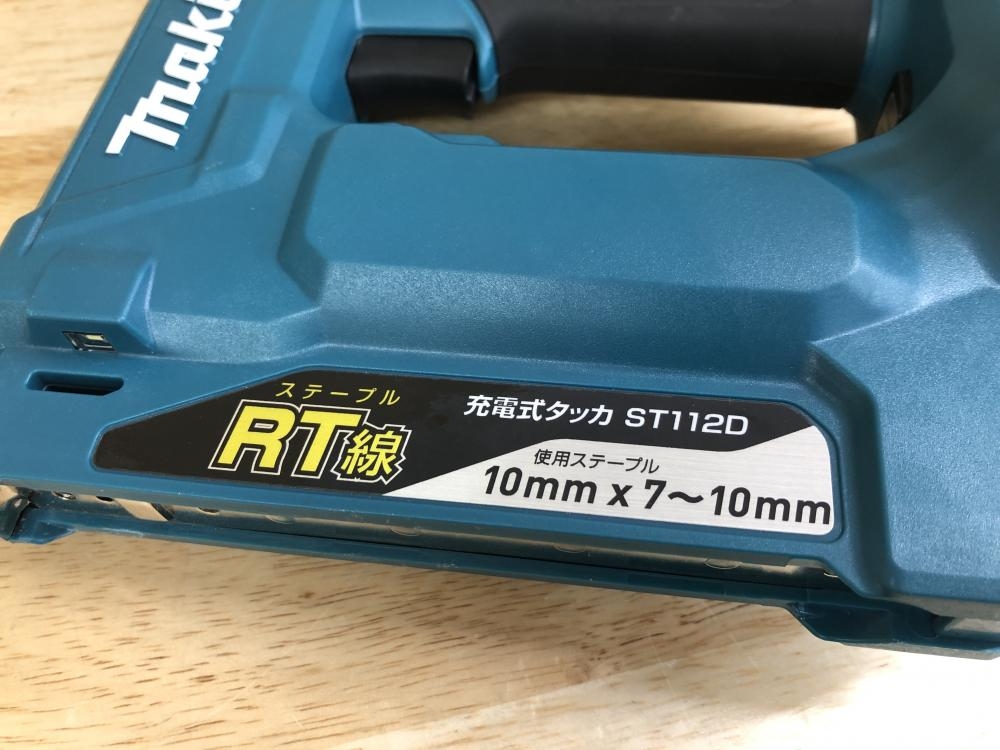 Maki
ステープル
RT線
充電式タッカ ST112D
使用ステープル
10mm x 7～10mm